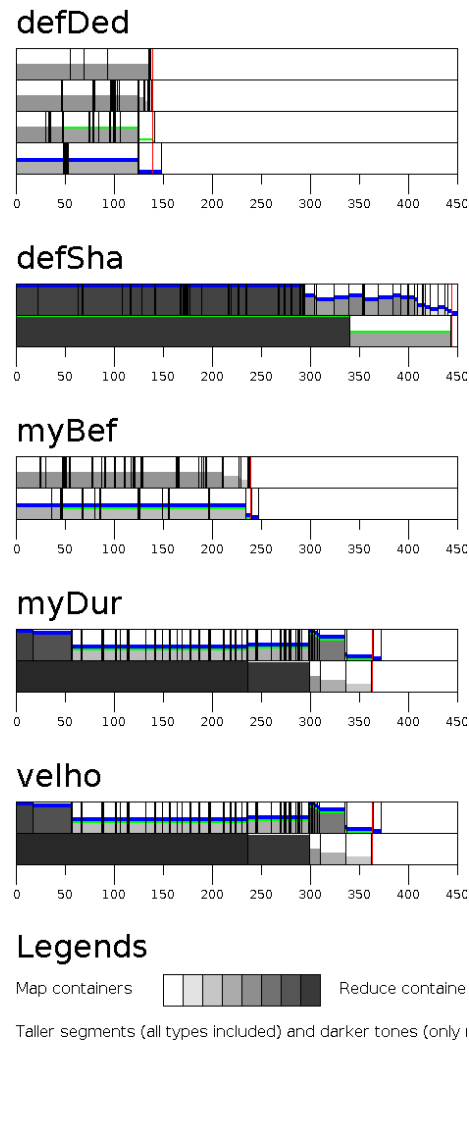 defDed
0 50 100 150 200 250 300 350 400 450
defSha
0 50 100 150 200 250 300 350 400 450
myBef
0 50 100 150 200 250 300 350 400 450
myDur
0 50 100 150 200 250 300 350 400 450
velho
0 50 100 150 200 250 300 350 400 450
Legends
Map containers Reduce containe
Taller segments (all types included) and darker tones (only